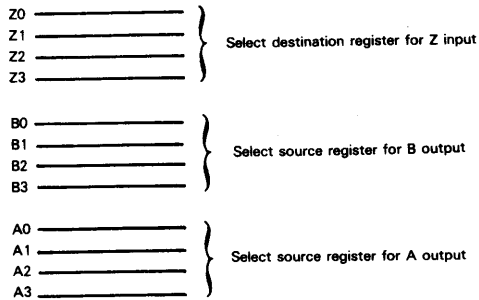 Z0
Z1
Select destination register for Z input
Z2
Z3
B0
B1
Select source register for B output
B2
B3
A0
A1
Select source register for A output
A2
A3